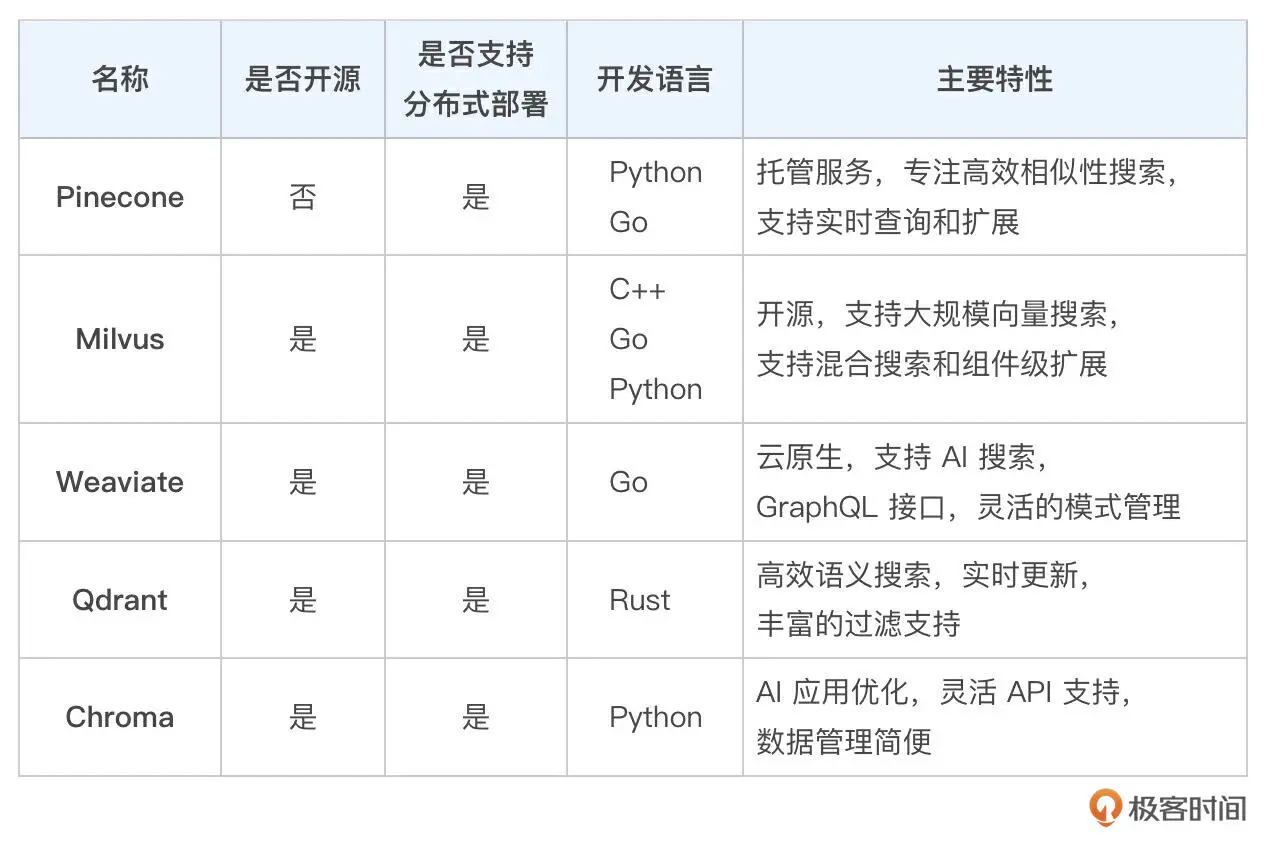 名称
是否开源
是否支持
分布式部署
开发语言
主要特性
Pinecone
否
是
Python
Go
托管服务，专注高效相似性搜索，
支持实时查询和扩展
Milvus
是
是
C++
Go
Python
开源，支持大规模向量搜索，
支持混合搜索和组件级扩展
Weaviate
是
是
Go
云原生，支持 AI 搜索，
GraphQL 接口，灵活的模式管理
Qdrant
是
是
Rust
高效语义搜索，实时更新，
丰富的过滤支持
Chroma
是
是
Python
AI 应用优化，灵活 API 支持，
数据管理简便
极客时间